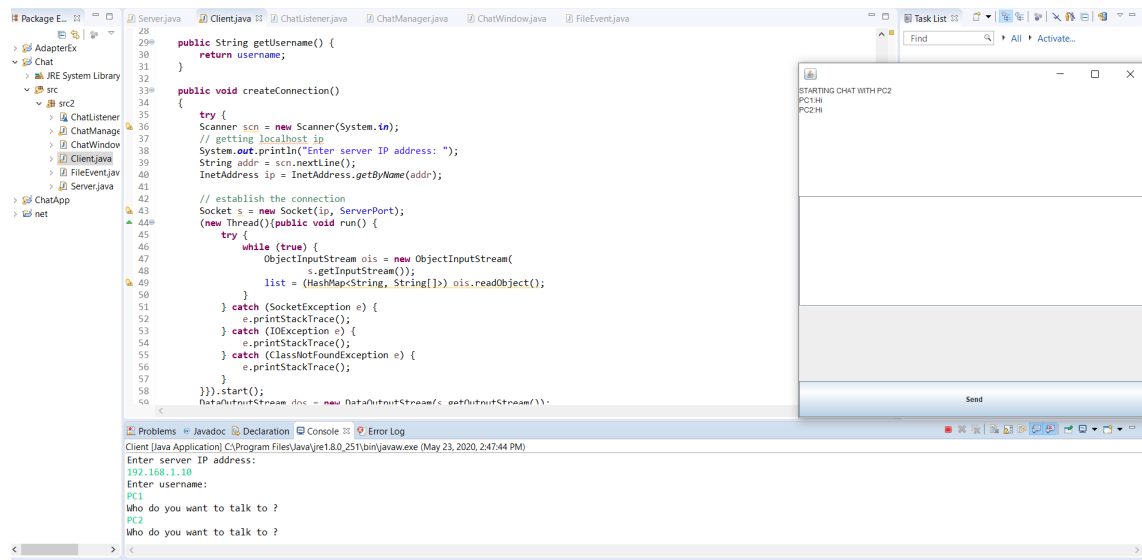 Package E...
AdapterEx
Chat
JRE System Library
src
src2
ChatListener
ChatManage
ChatWindow
Client.java
FileEvent.jav
Server.java
ChatApp
net
Server.java Client.java ChatListener.java ChatManager.java ChatWindow.java FileEvent.java
28
29 public String getUsername() {
30 return username;
31 }
32
33 public void createConnection()
34 {
35 try {
36 Scanner scn = new Scanner(System.in);
37 // getting localhost ip
38 System.out.println("Enter server IP address: ");
39 String addr = scn.nextLine();
40 InetAddress ip = InetAddress.getByName(addr);
41
42 // establish the connection
43 Socket s = new Socket(ip, ServerPort);
44 (new Thread(){public void run() {
45 try {
46 while (true) {
47 ObjectInputStream ois = new ObjectInputStream(
48 s.getInputStream());
49 list = (HashMap<String, String[]>) ois.readObject();
50 }
51 } catch (SocketException e) {
52 e.printStackTrace();
53 } catch (IOException e) {
54 e.printStackTrace();
55 } catch (ClassNotFoundException e) {
56 e.printStackTrace();
57 }
58 }}).start();
59 DataOutputStream dos = new DataOutputStream(s.getOutputStream());
Task List
Find All Activate...
STARTING CHAT WITH PC2
PC1:Hi
PC2:Hi
Send
Problems Javadoc Declaration Console Error Log
Client [Java Application] C:\Program Files\Java\jre1.8.0_251\bin\javaw.exe (May 23, 2020, 2:47:44 PM)
Enter server IP address:
192.168.1.10
Enter username:
PC1
Who do you want to talk to ?
PC2
Who do you want to talk to ?